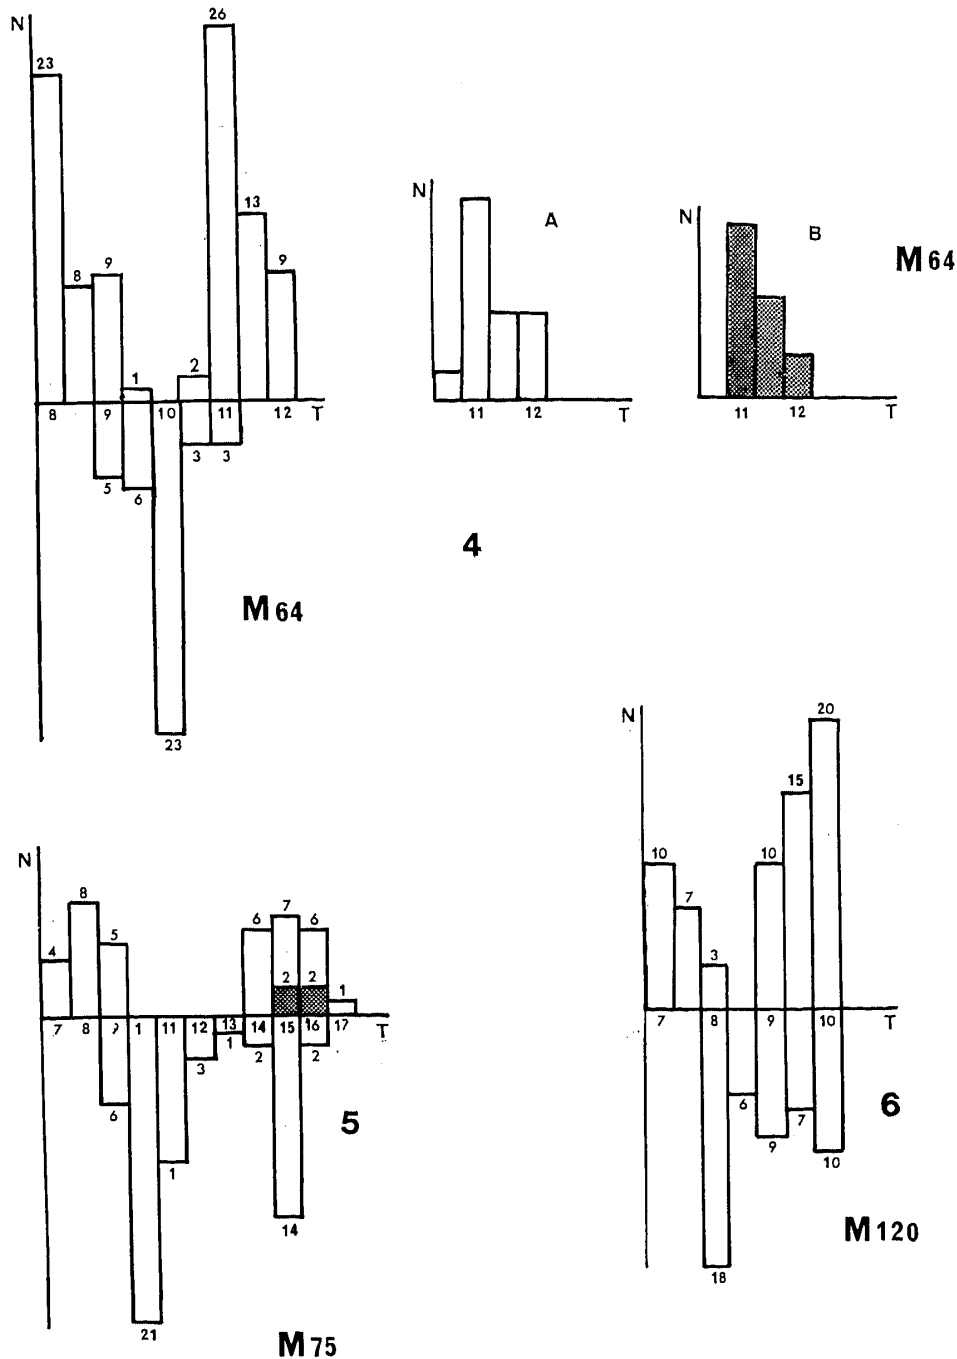 N
26
23
13
8 9 9
1 2
8 9 10 11 12 T
5 6 3 3
23
M 64
N A
11 12 T
N B
11 12 T
M 64
4
N
4 8 5 6 7 6
2 2 1
7 8 9 1 11 12 13 14 15 16 17 T
6 1 3 1 2 14 2
21
5
M 75
N
10 7 3 10 15 20
7 8 9 10 T
18 6 9 7 10
6
M 120